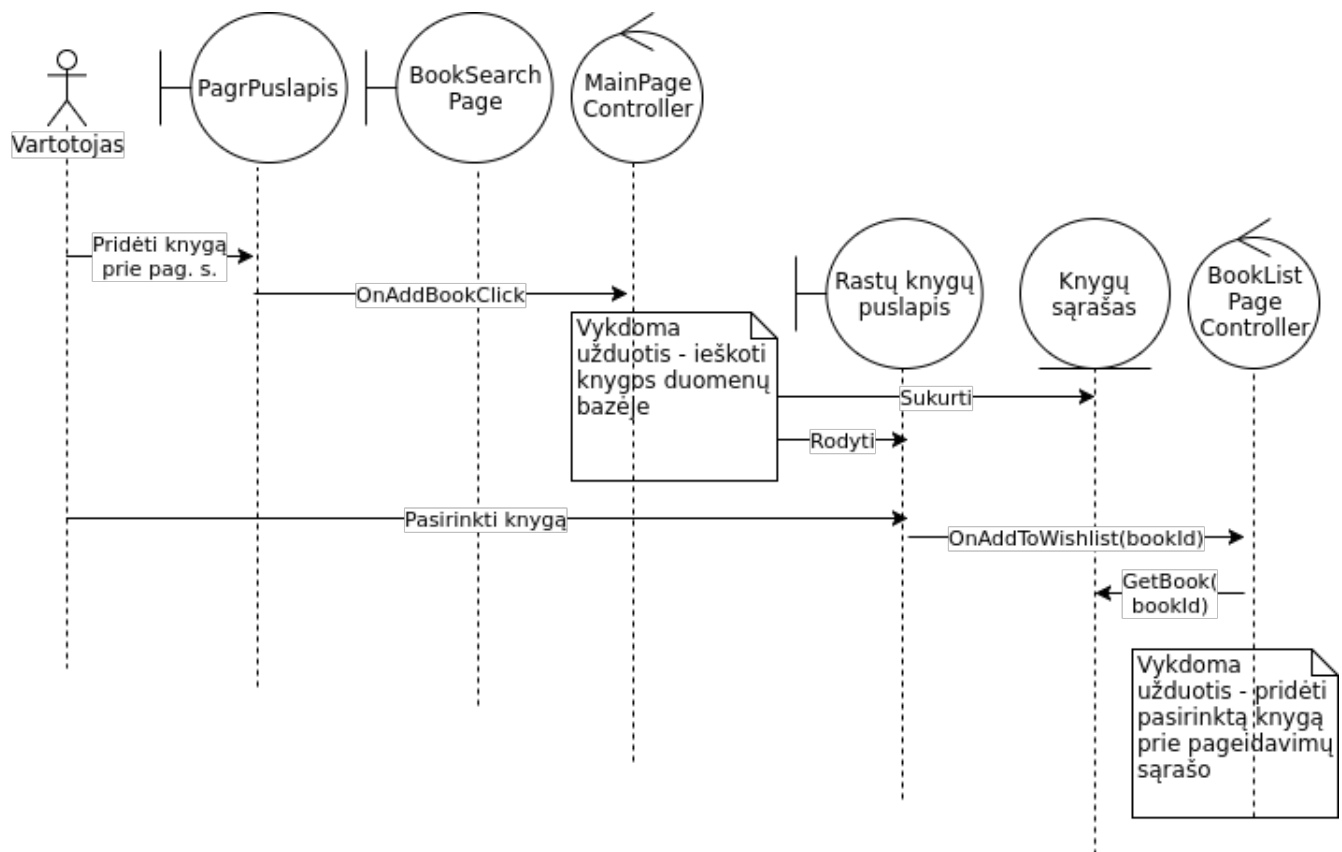 Vartotojas
PagrPuslapis
BookSearch
Page
MainPage
Controller
Pridėti knygą
prie pag. s.
OnAddBookClick
Rastų knygų
puslapis
Knygų
sąrašas
BookList
Page
Controller
Vykdoma
užduotis - ieškoti
knygos duomenų
bazėje
Sukurti
Rodyti
Pasirinkti knygą
OnAddToWishlist(bookId)
GetBook(
bookId)
Vykdoma
užduotis - pridėti
pasirinktą knygą
prie pageidavimų
sąrašo